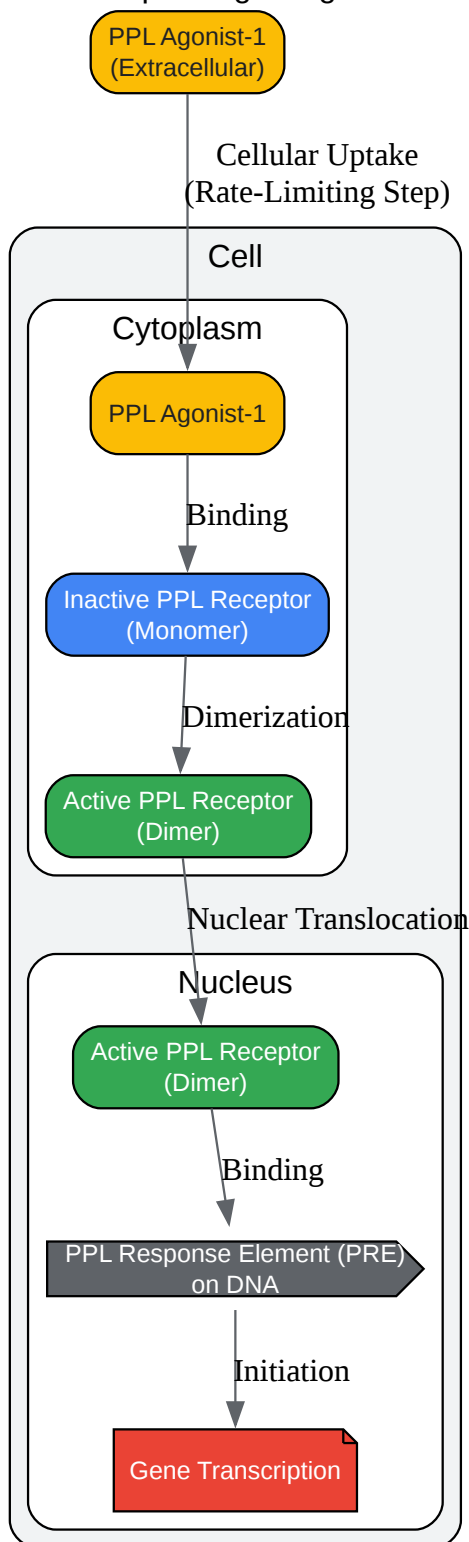 PPL Agonist-1
(Extracellular)
Cellular Uptake
(Rate-Limiting Step)
Cell
Cytoplasm
PPL Agonist-1
Binding
Inactive PPL Receptor
(Monomer)
Dimerization
Active PPL Receptor
(Dimer)
Nuclear Translocation
Nucleus
Active PPL Receptor
(Dimer)
Binding
PPL Response Element (PRE)
on DNA
Initiation
Gene Transcription